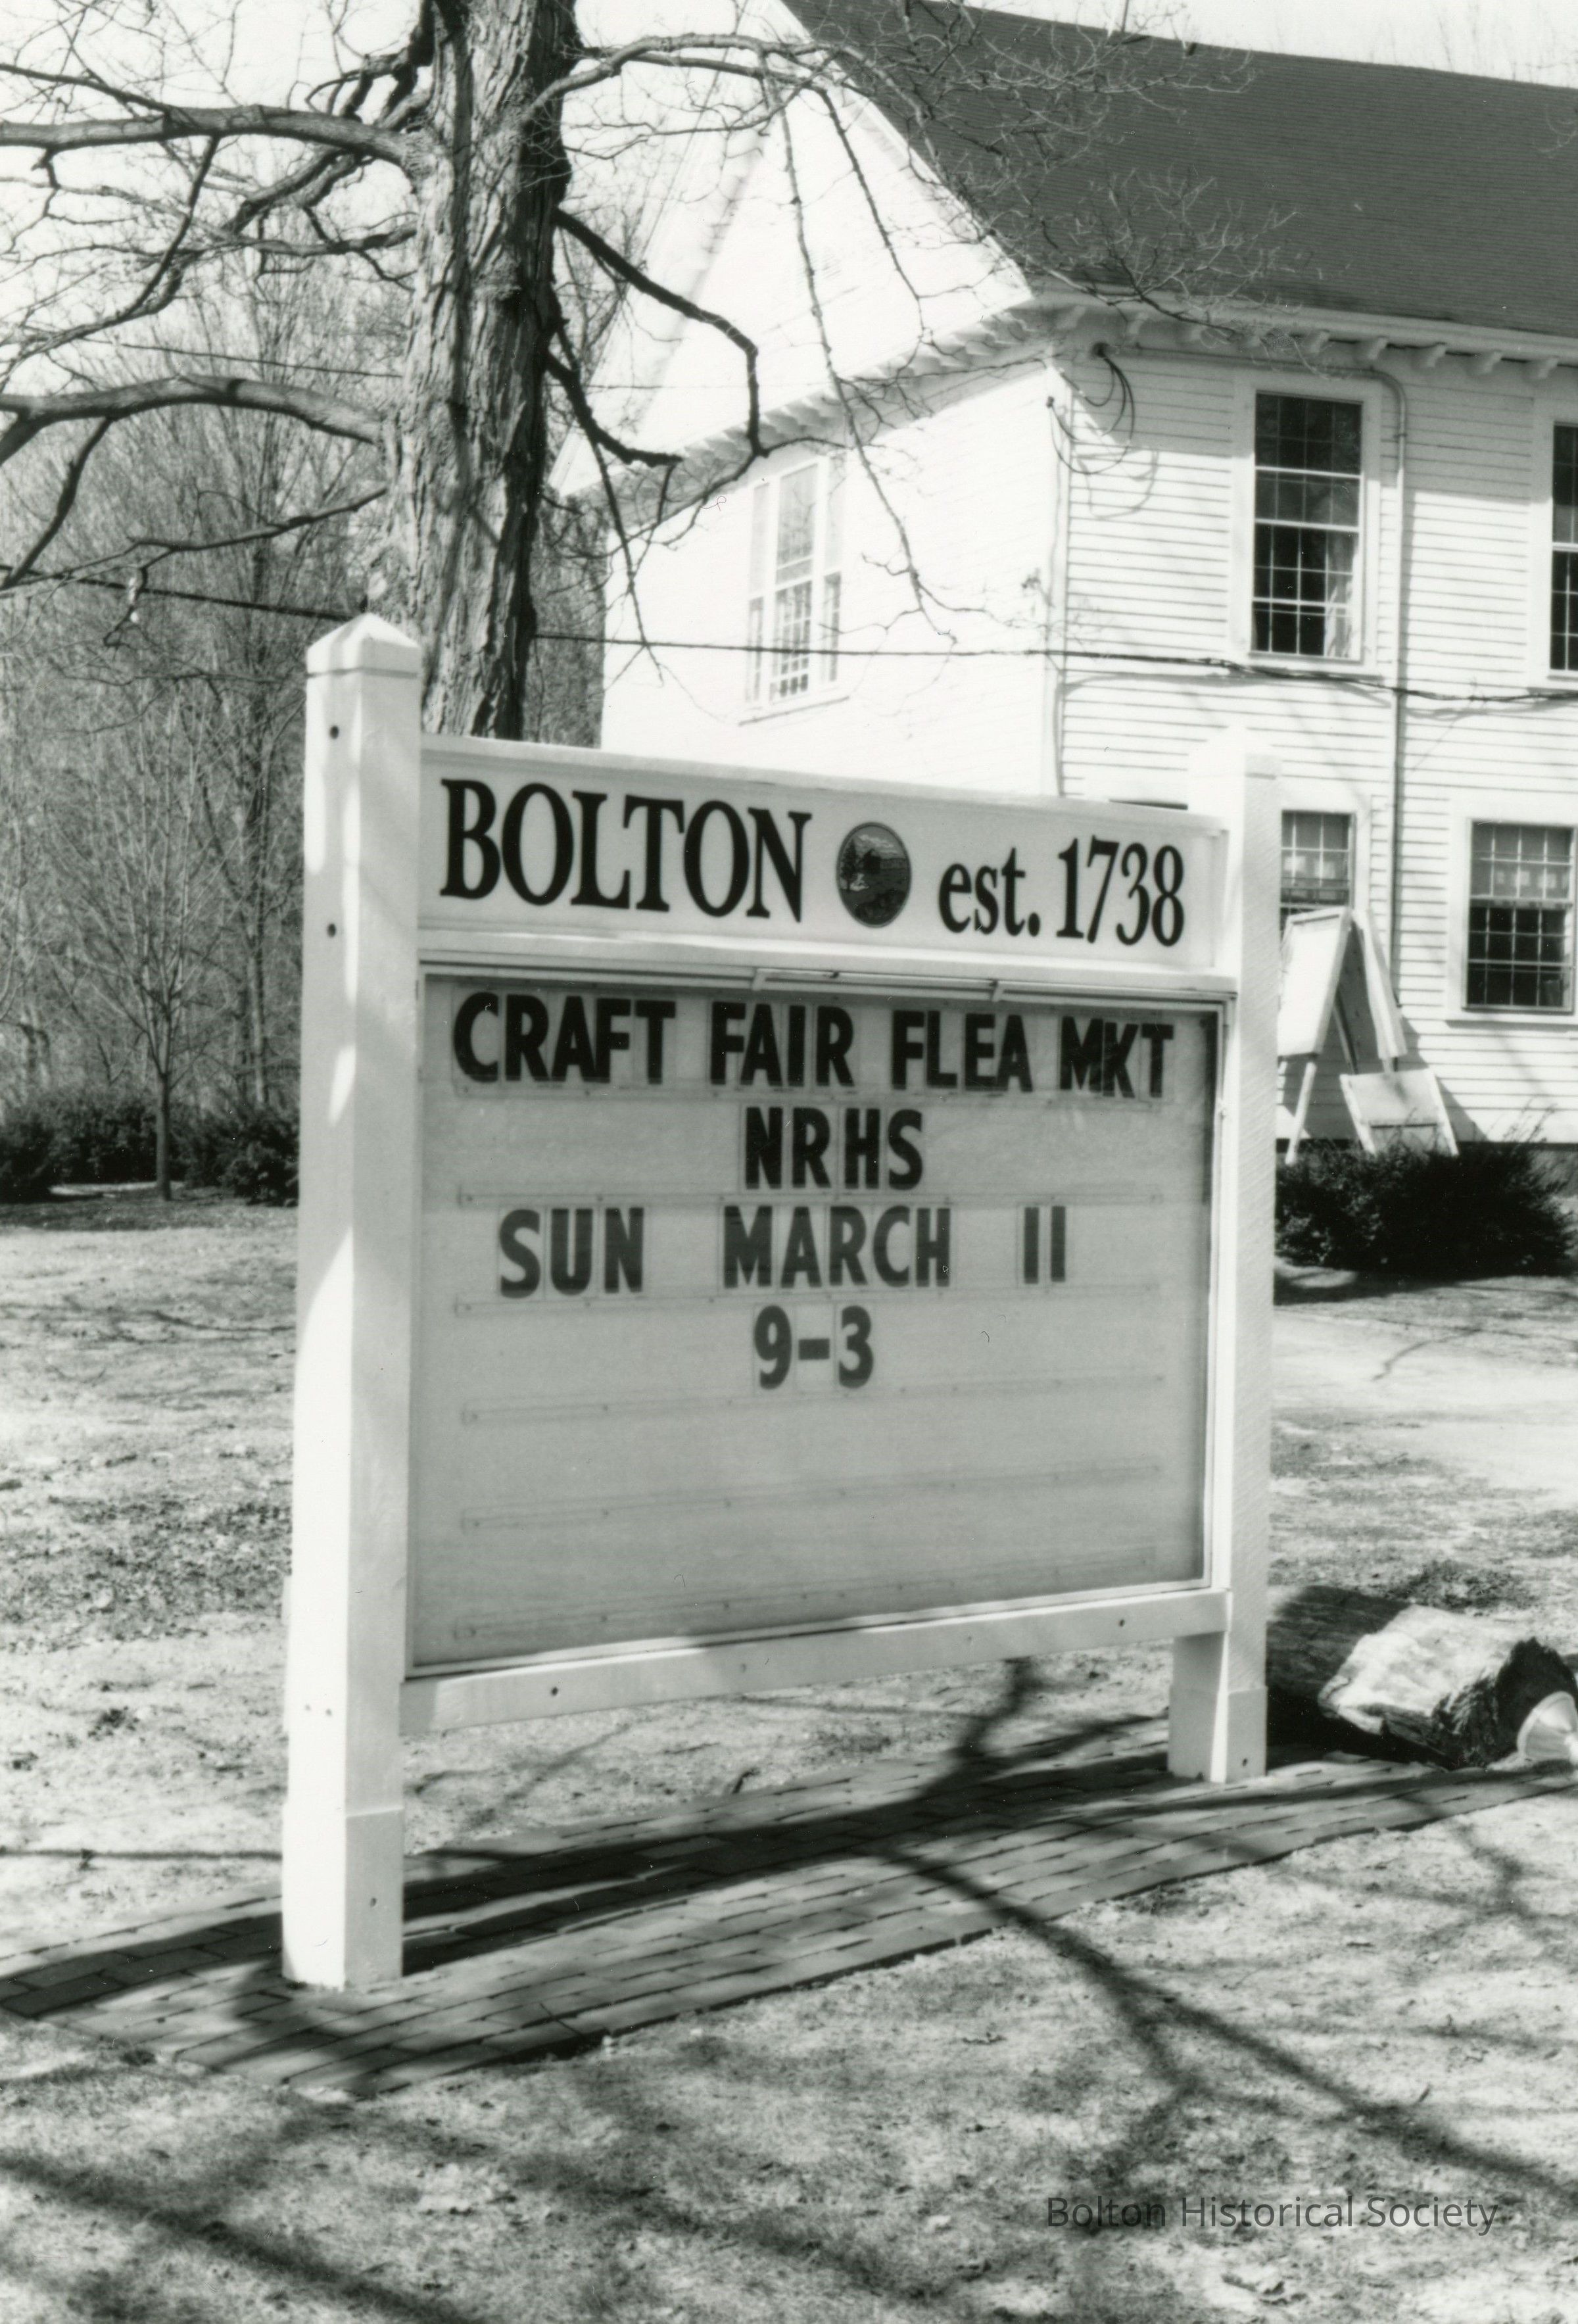 BOLTON est. 1738
CRAFT FAIR FLEA MKT
NRHS
SUN MARCH 11
9-3
Bolton Historical Society